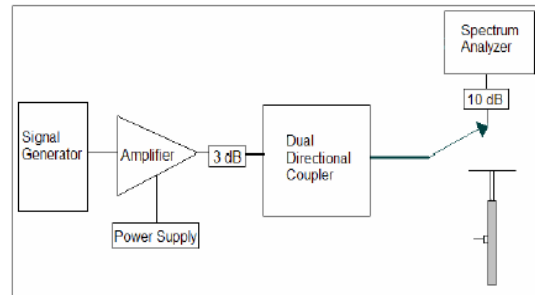 Spectrum
Analyzer
10 dB
Signal
Generator
Amplifier
3 dB
Dual
Directional
Coupler
Power Supply